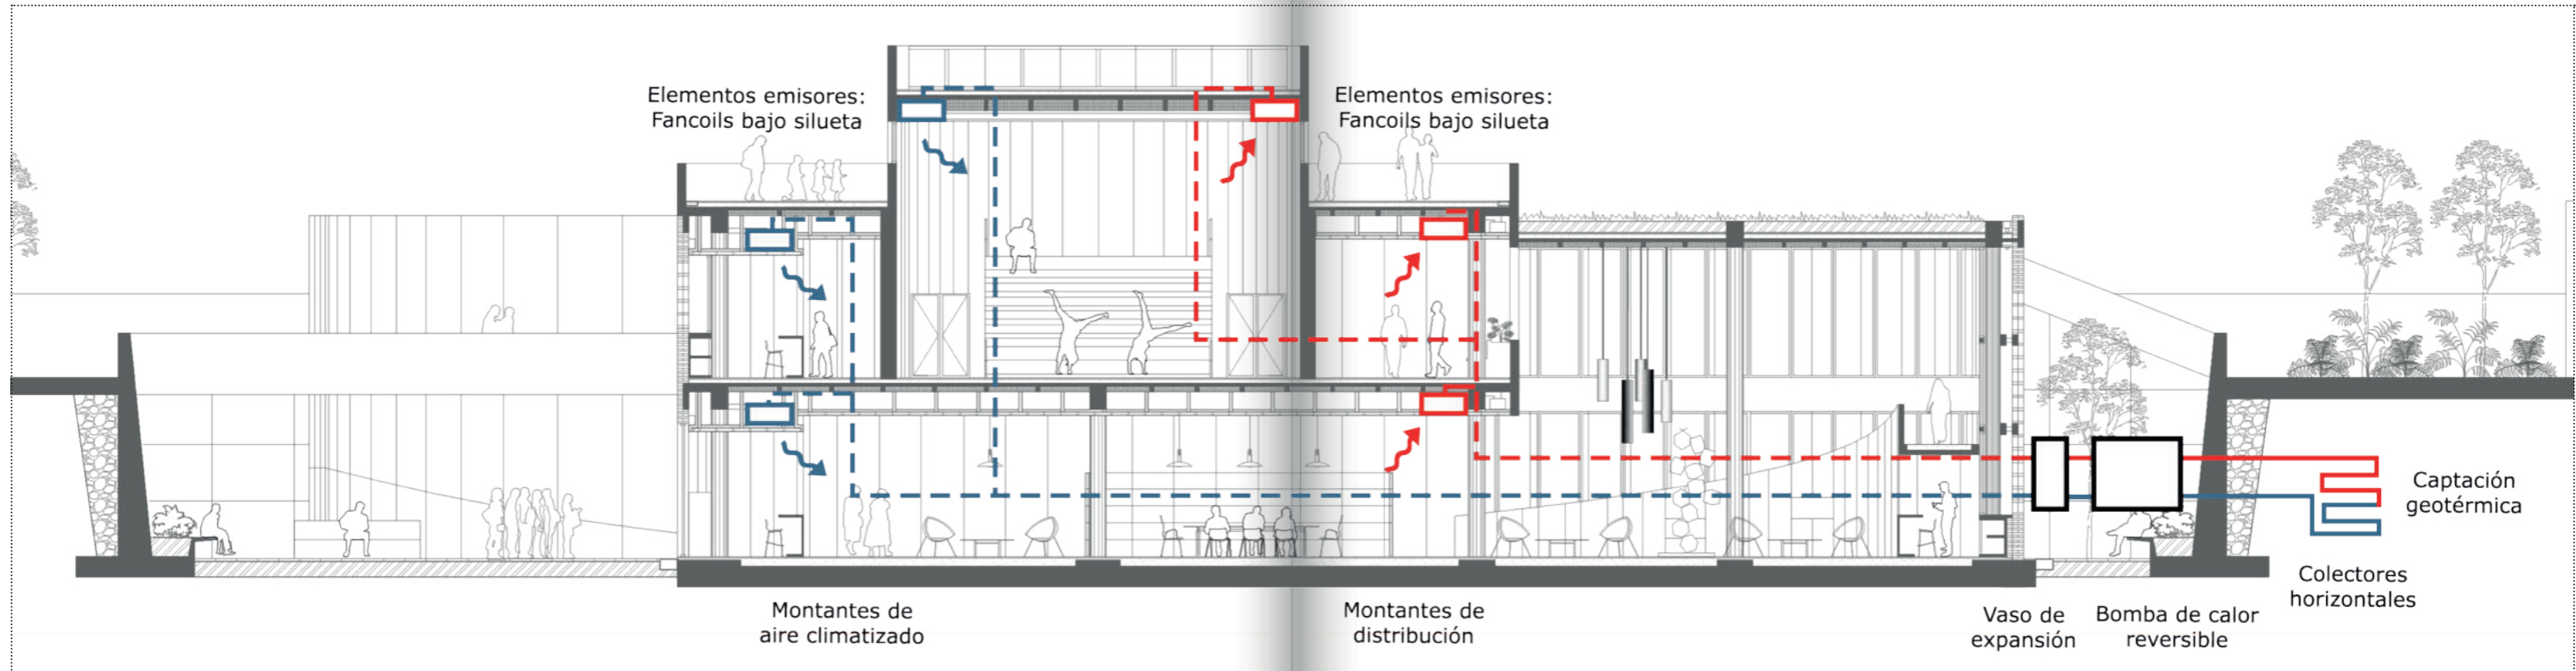 Elementos emisores:
Fancoils bajo silueta
Elementos emisores:
Fancoils bajo silueta
Captación
geotérmica
Colectores
horizontales
Montantes de
aire climatizado
Montantes de
distribución
Vaso de
expansión
Bomba de calor
reversible